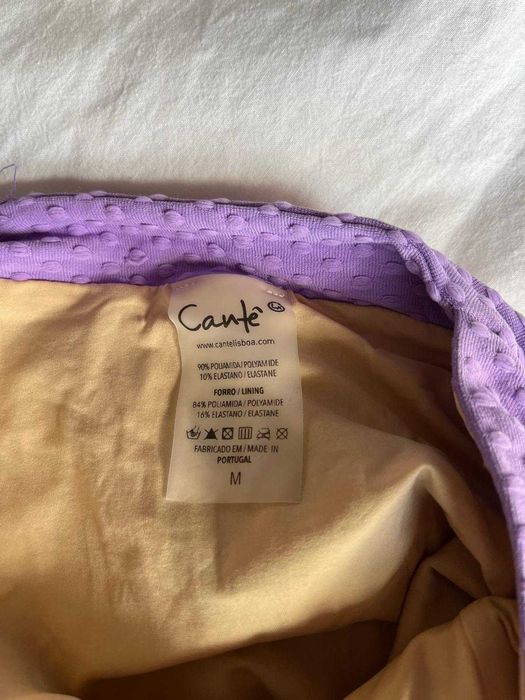 Cantê
www.cantelisboa.com
90% POLIAMIDA/POLYAMIDE
10% ELASTANO/ELASTANE
FORRO/LINING
84% POLIAMIDA/POLYAMIDE
16% ELASTANO/ELASTANE
FABRICADO EM/MADE IN
PORTUGAL
M